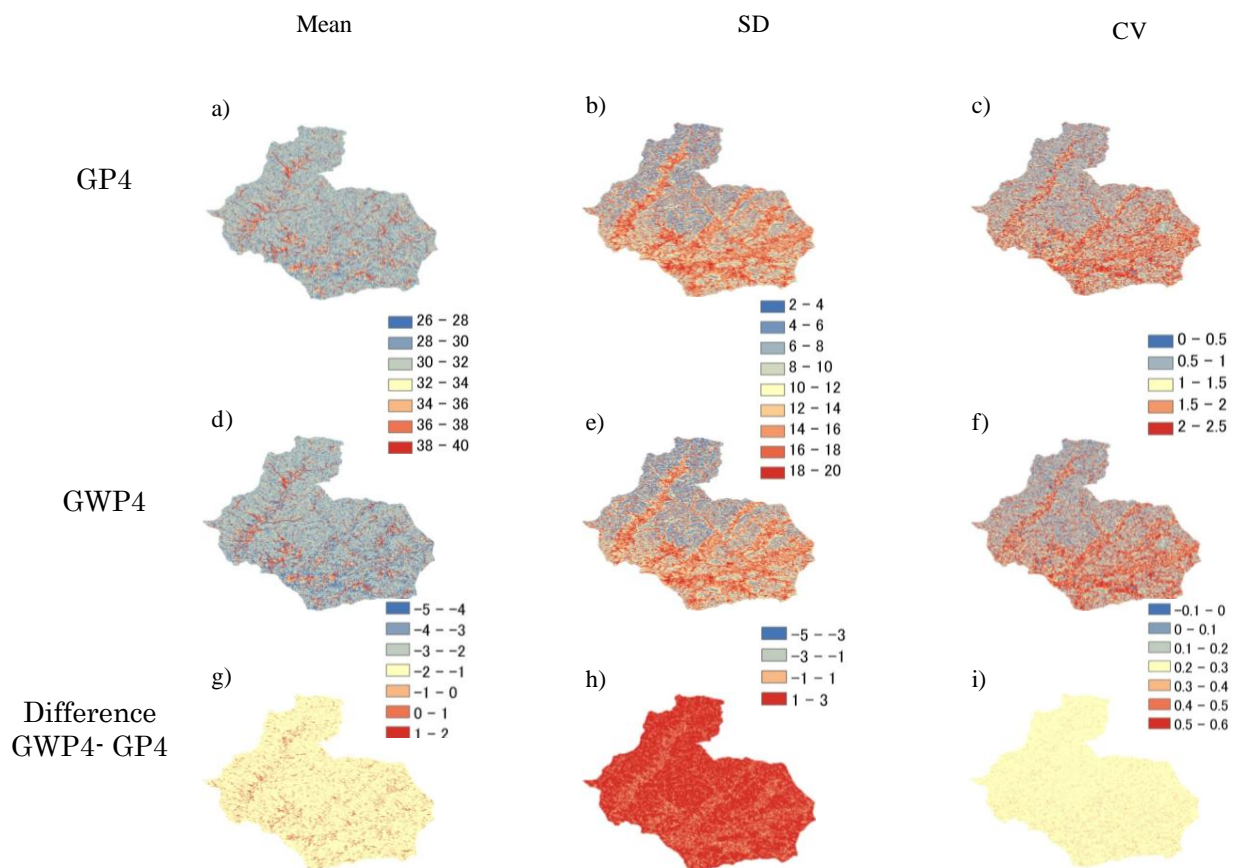 Mean
SD
CV
a)
b)
c)
GP4
26 – 28
28 – 30
30 – 32
32 – 34
34 – 36
36 – 38
38 – 40
2 – 4
4 – 6
6 – 8
8 – 10
10 – 12
12 – 14
14 – 16
16 – 18
18 – 20
0 – 0.5
0.5 – 1
1 – 1.5
1.5 – 2
2 – 2.5
d)
e)
f)
GWP4
-5 – -4
-4 – -3
-3 – -2
-2 – -1
-1 – 0
0 – 1
1 – 2
-5 – -3
-3 – -1
-1 – 1
1 – 3
-0.1 – 0
0 – 0.1
0.1 – 0.2
0.2 – 0.3
0.3 – 0.4
0.4 – 0.5
0.5 – 0.6
g)
h)
i)
Difference
GWP4- GP4